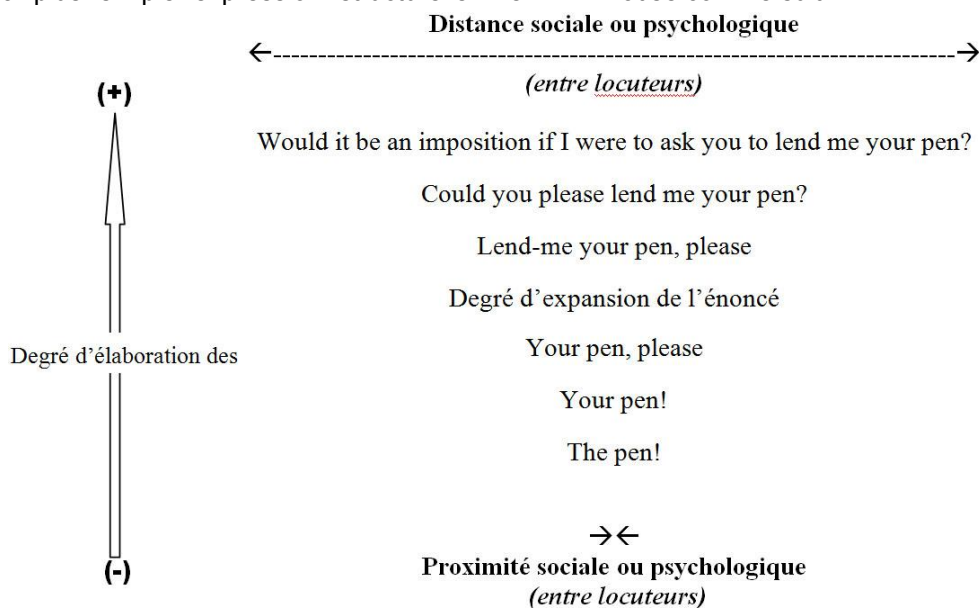 Distance sociale ou psychologique
(entre locuteurs)
(+)
Would it be an imposition if I were to ask you to lend me your pen?
Could you please lend me your pen?
Lend-me your pen, please
Degré d'expansion de l'énoncé
Degré d'élaboration des
Your pen, please
Your pen!
The pen!
(-)
Proximité sociale ou psychologique
(entre locuteurs)